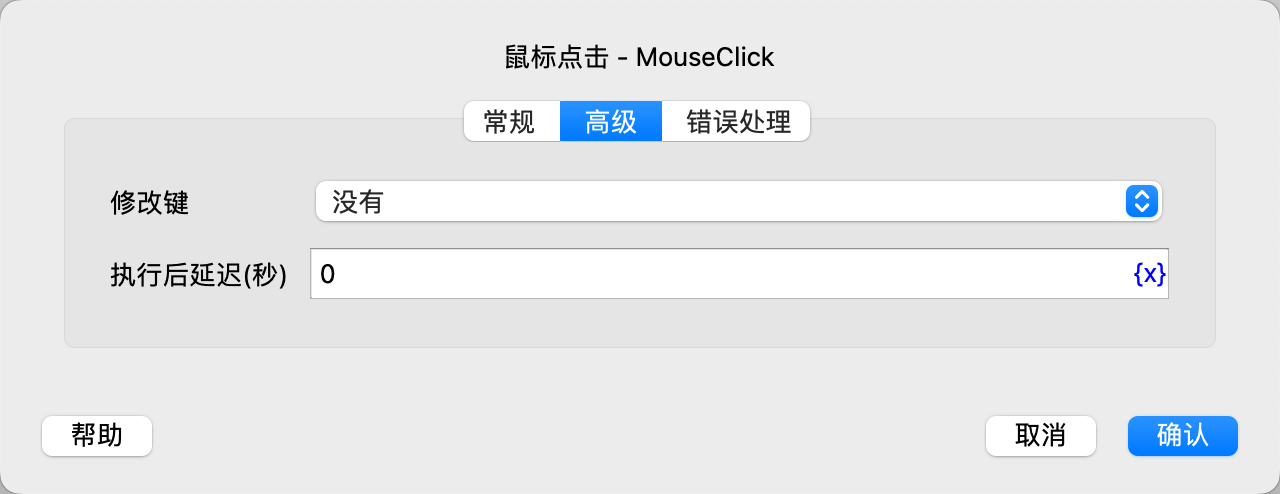 鼠标点击 - MouseClick
常规 高级 错误处理
修改键 没有
执行后延迟(秒) 0 {x}
帮助 取消 确认